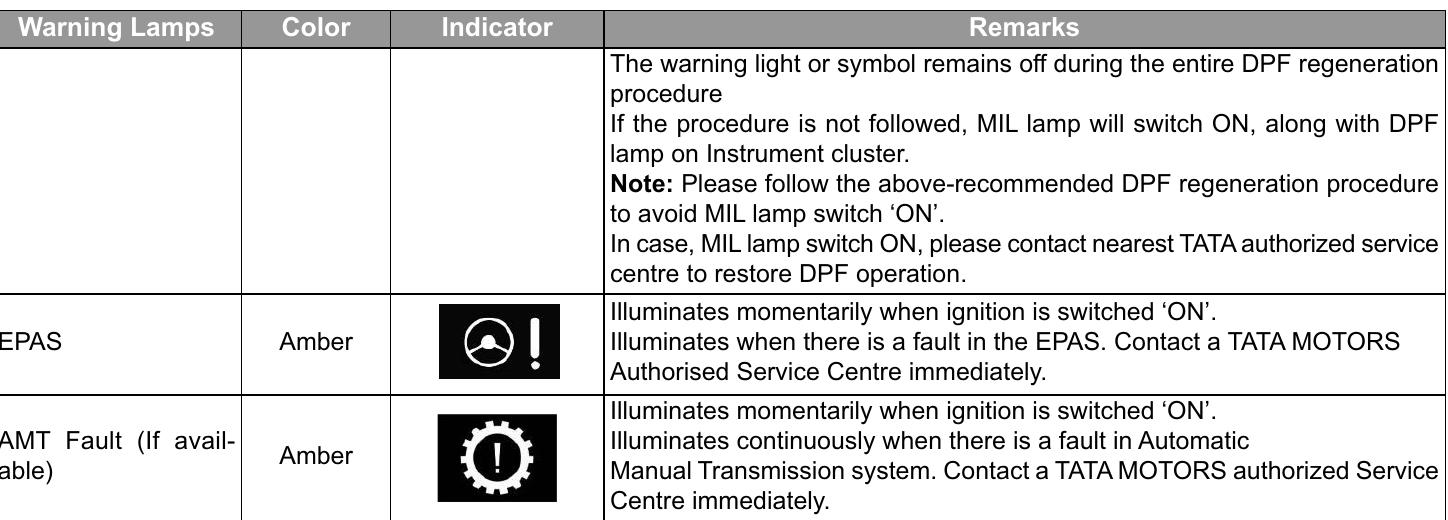 Warning Lamps Color Indicator Remarks
The warning light or symbol remains off during the entire DPF regeneration
procedure
If the procedure is not followed, MIL lamp will switch ON, along with DPF
lamp on Instrument cluster.
Note: Please follow the above-recommended DPF regeneration procedure
to avoid MIL lamp switch ‘ON’.
In case, MIL lamp switch ON, please contact nearest TATA authorized service
centre to restore DPF operation.
EPAS
Amber
Illuminates momentarily when ignition is switched ‘ON’.
Illuminates when there is a fault in the EPAS. Contact a TATA MOTORS
Authorised Service Centre immediately.
AMT Fault (If avail-
able)
Amber
Illuminates momentarily when ignition is switched ‘ON’.
Illuminates continuously when there is a fault in Automatic
Manual Transmission system. Contact a TATA MOTORS authorized Service
Centre immediately.